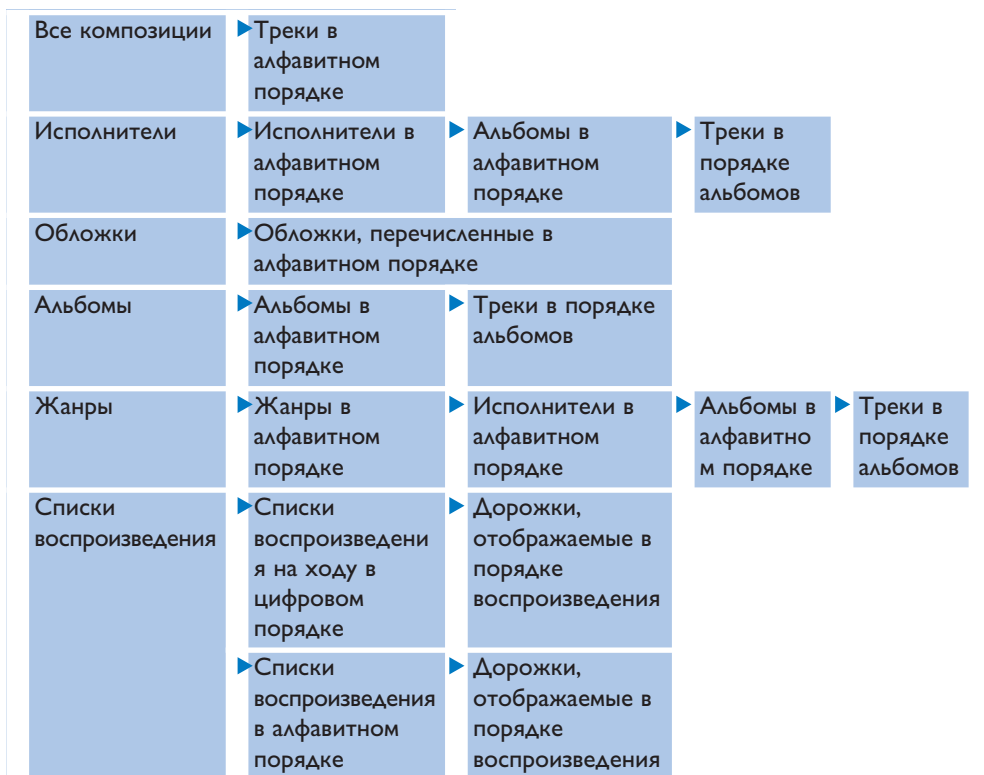 Все композиции
Треки в
алфавитном
порядке
Исполнители
Исполнители в
алфавитном
порядке
Альбомы в
алфавитном
порядке
Треки в
порядке
альбомов
Обложки
Обложки, перечисленные в
алфавитном порядке
Альбомы
Альбомы в
алфавитном
порядке
Треки в порядке
альбомов
Жанры
Жанры в
алфавитном
порядке
Исполнители в
алфавитном
порядке
Альбомы в
алфавитно
м порядке
Треки в
порядке
альбомов
Списки
воспроизведения
Списки
воспроизведени
я на ходу в
цифровом
порядке
Дорожки,
отображаемые в
порядке
воспроизведения
Списки
воспроизведения
в алфавитном
порядке
Дорожки,
отображаемые в
порядке
воспроизведения